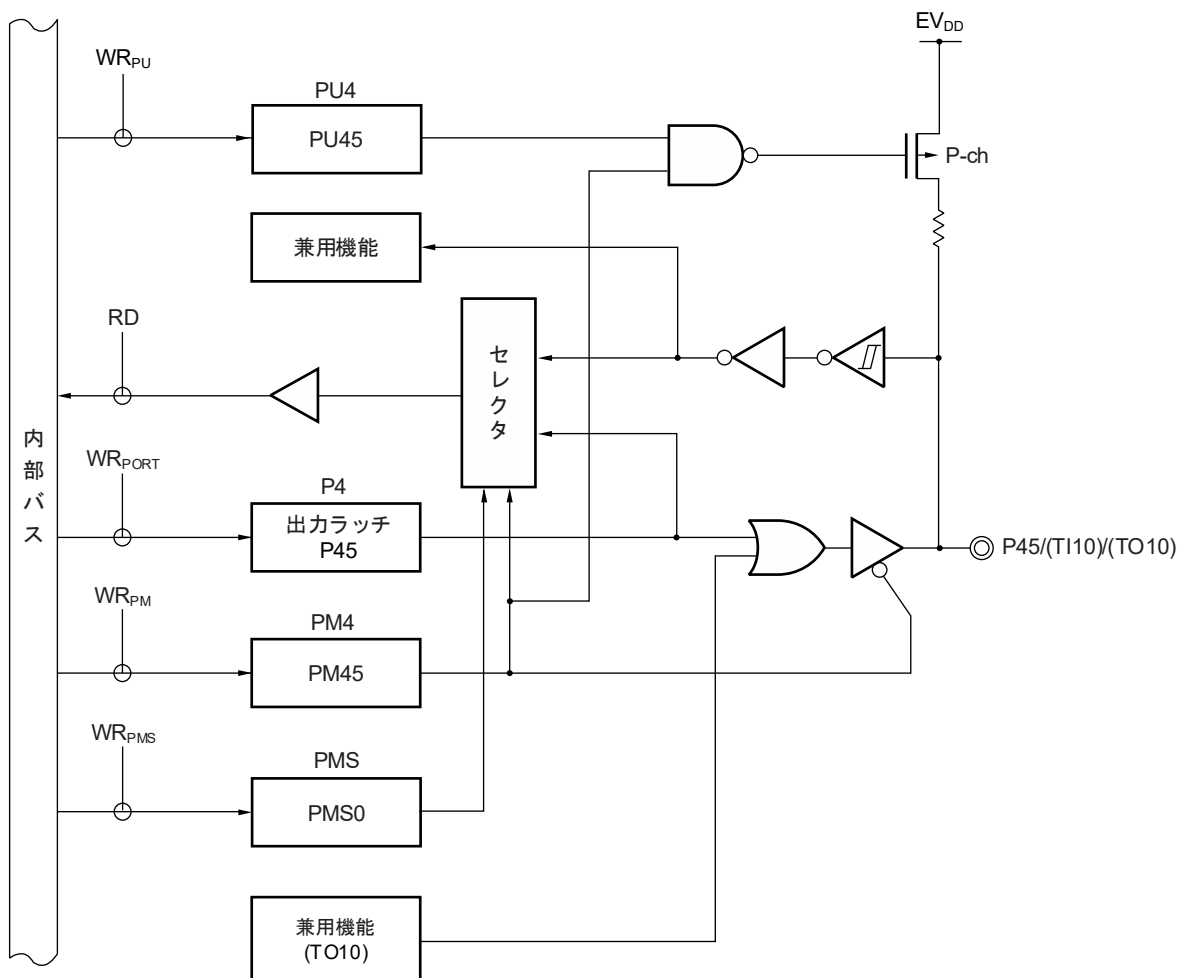 EVDD
WRPU
PU4
PU45
P-ch
兼用機能
RD
セレクタ
内部バス
WRPORT
P4
出力ラッチ
P45
P45/(TI10)/(TO10)
WRPM
PM4
PM45
WRPMS
PMS
PMS0
兼用機能
(TO10)